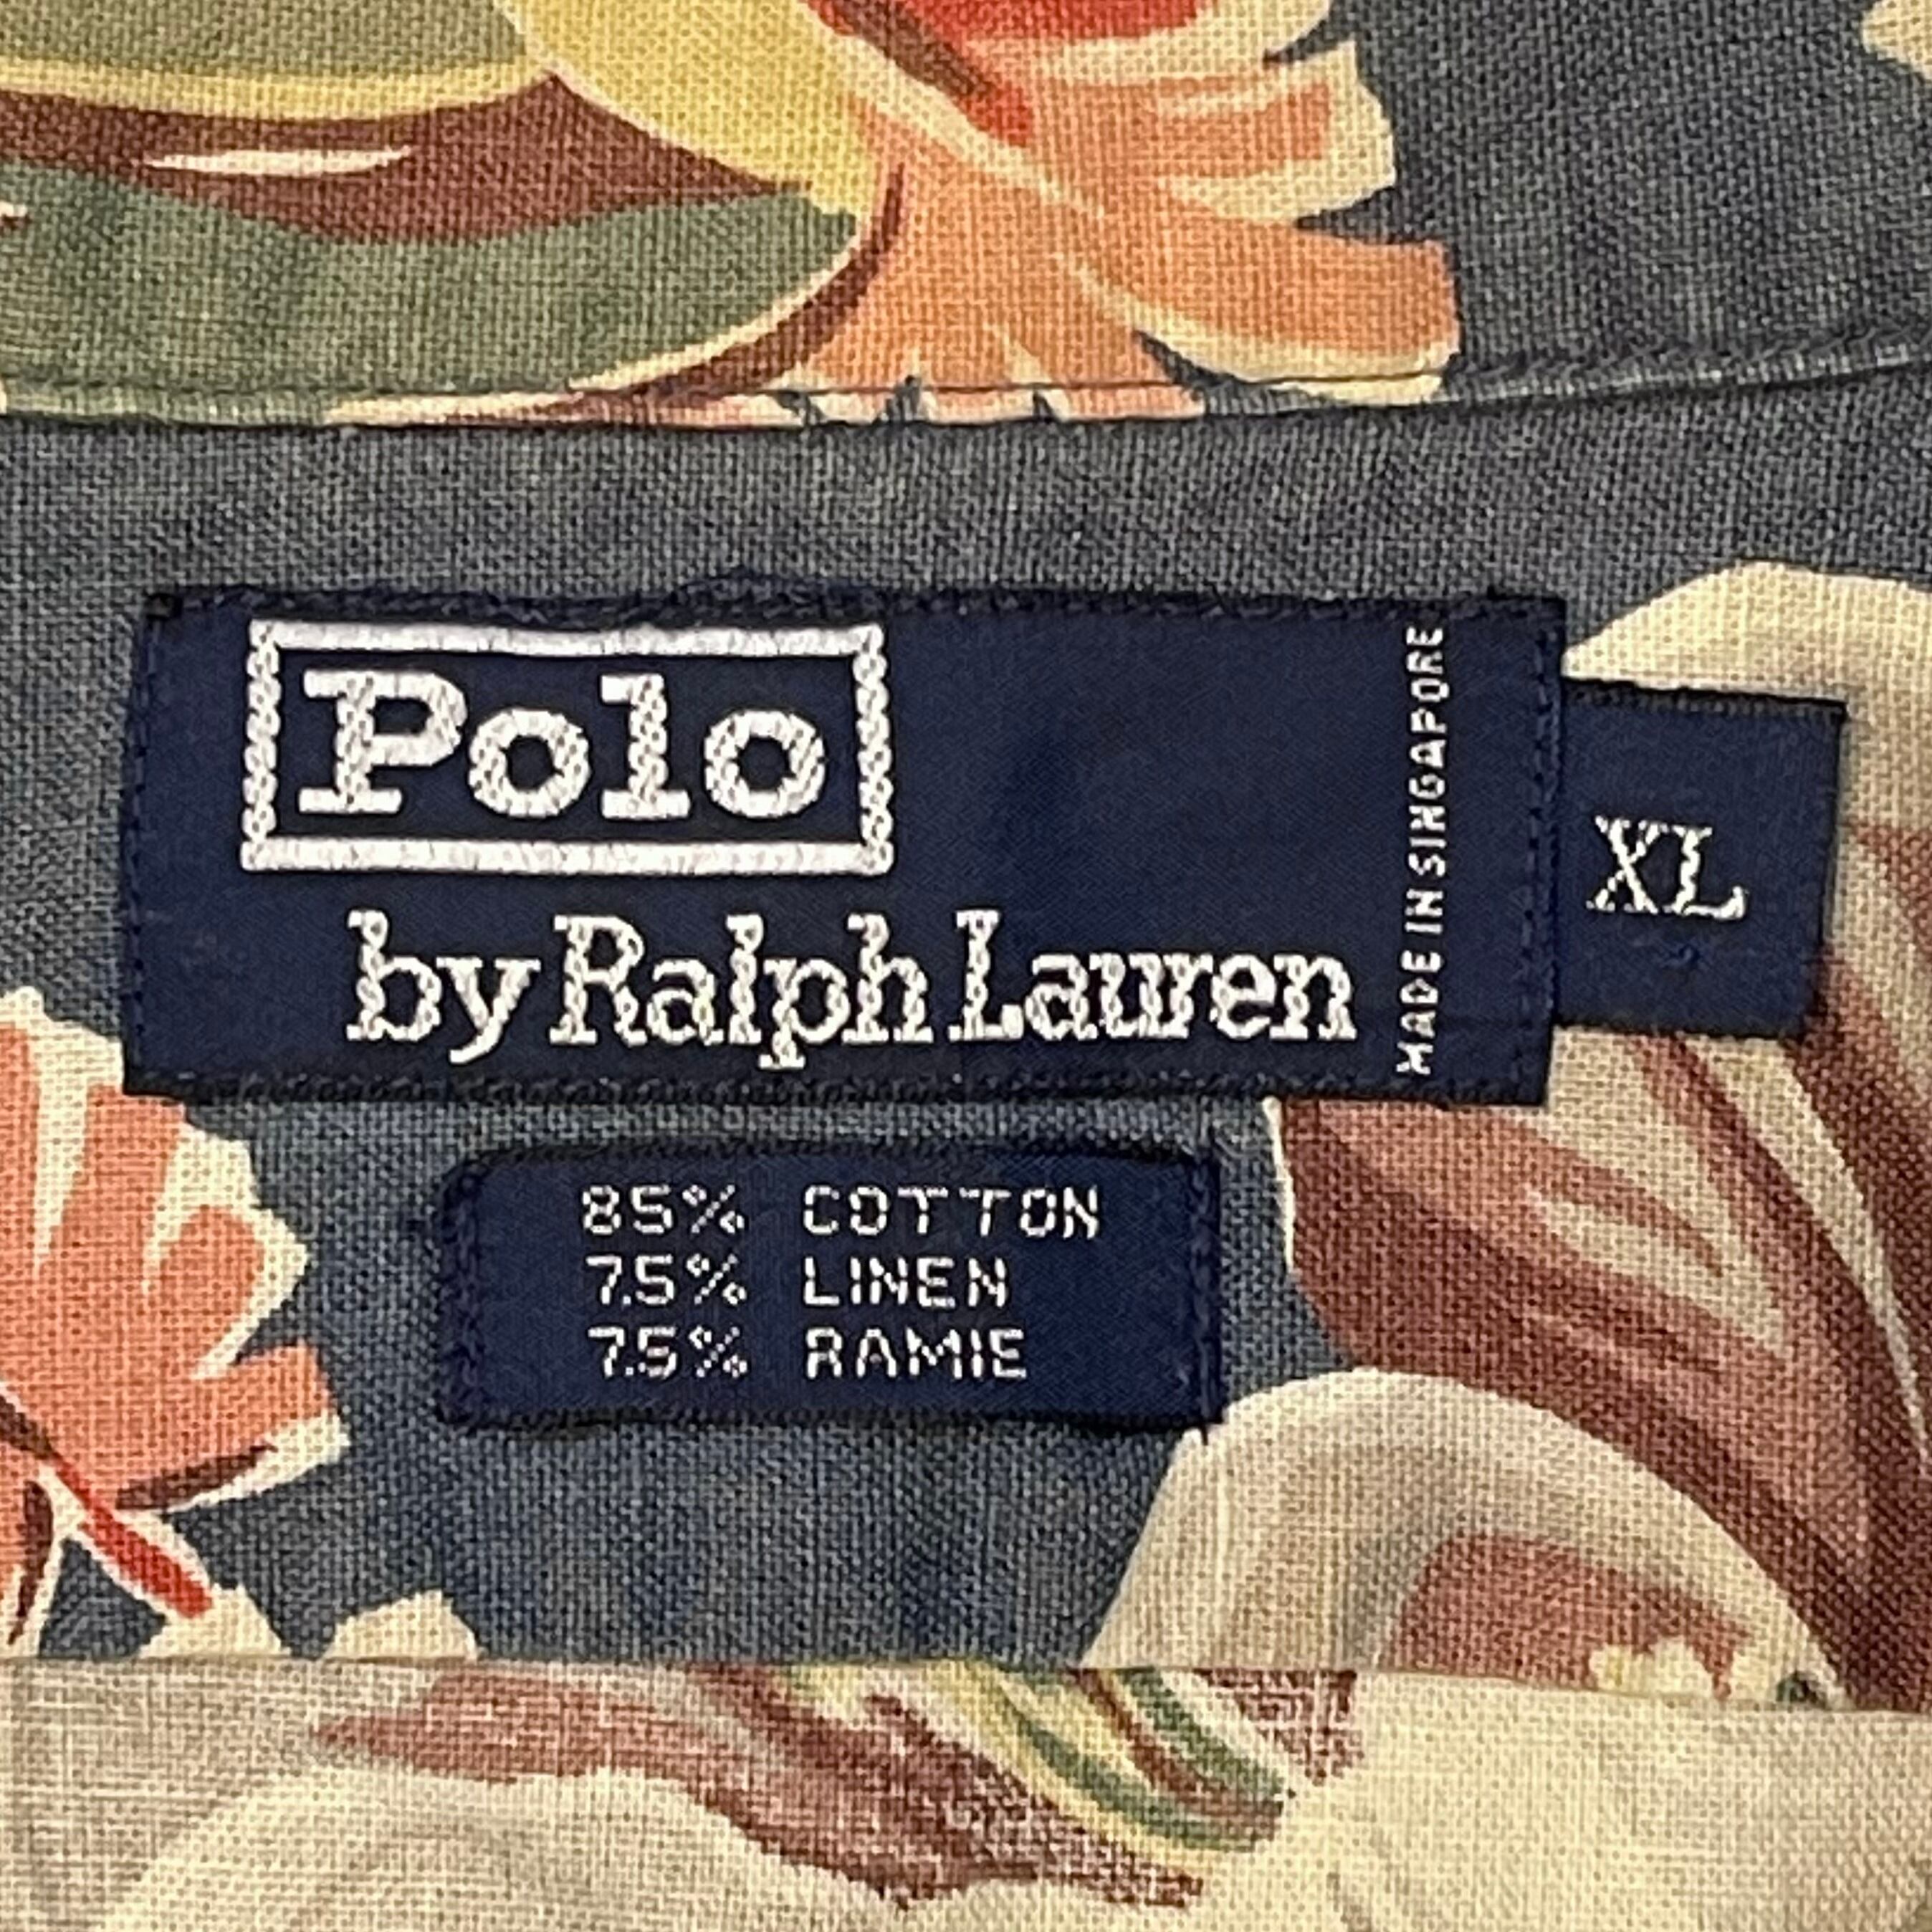 Polo
by Ralph Lauren
MADE IN SINGAPORE
XL
85% COTTON
7.5% LINEN
7.5% RAMIE